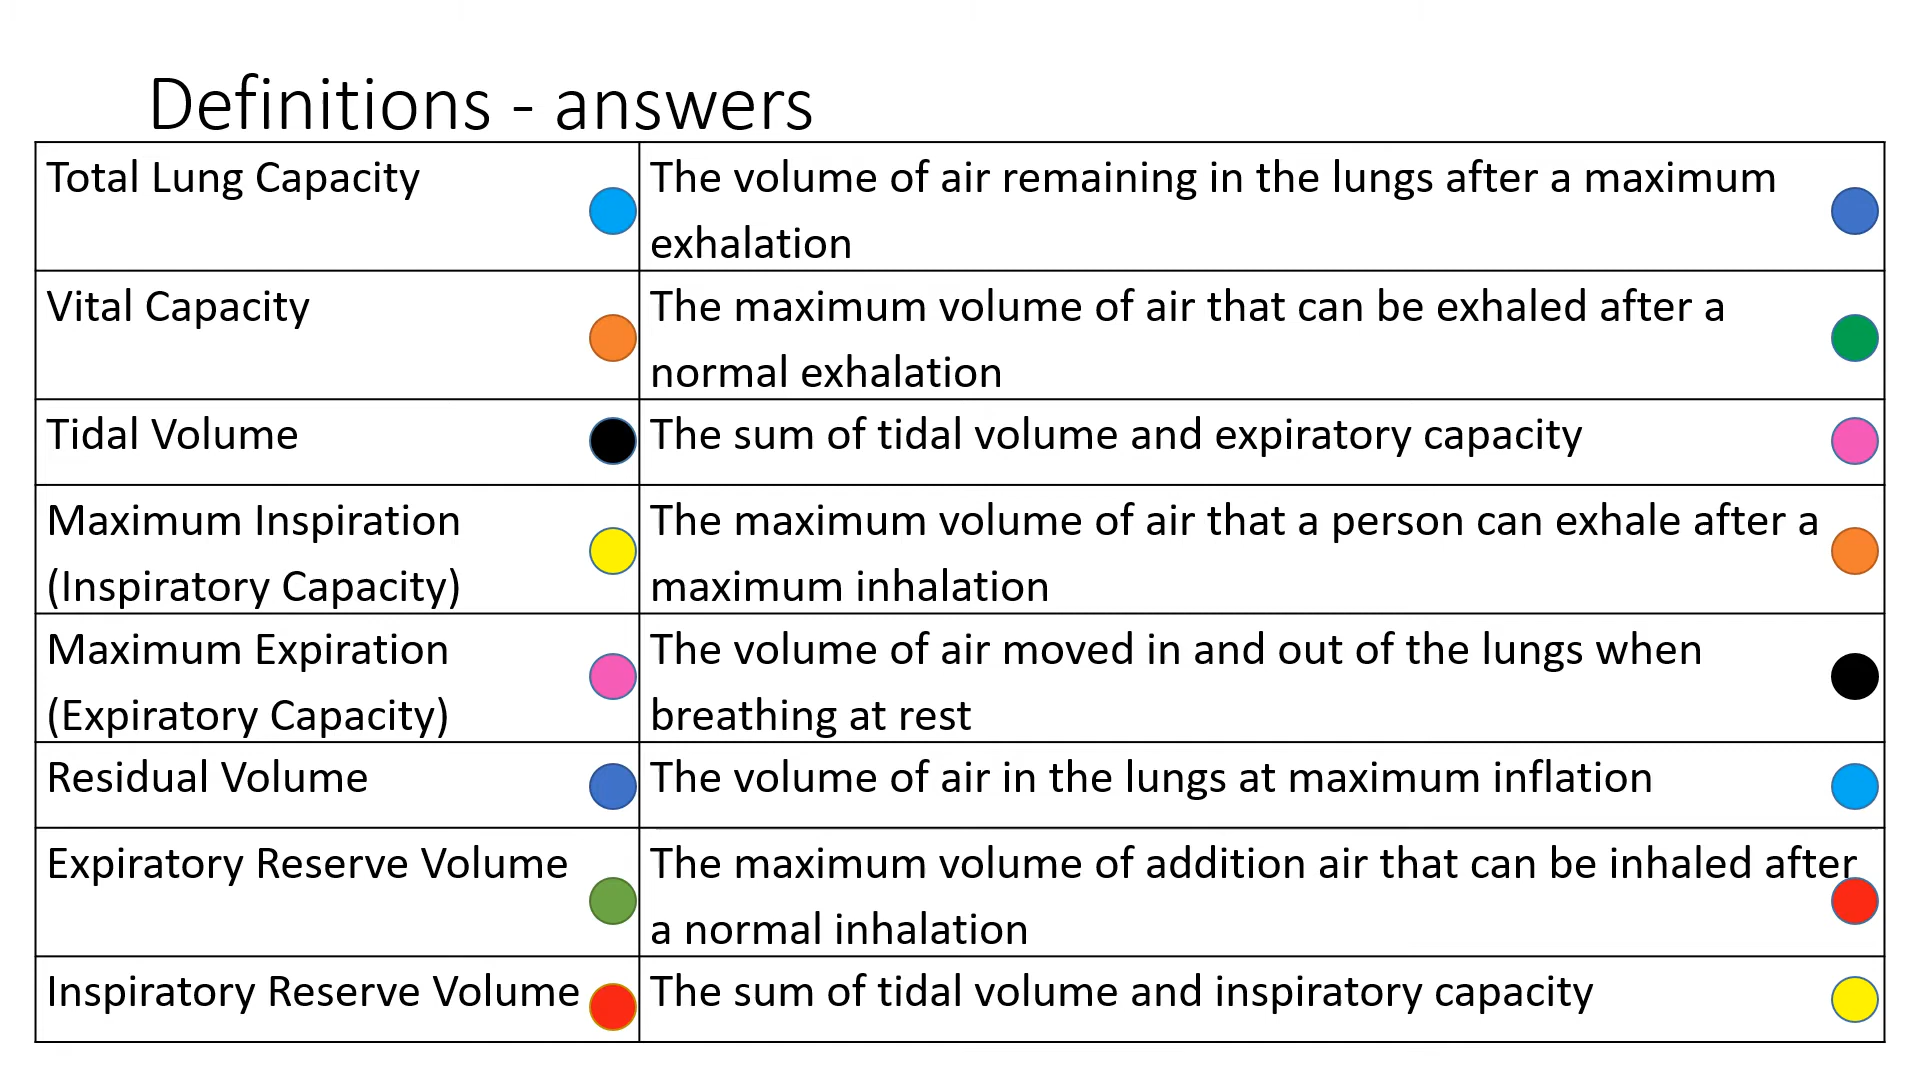 Definitions - answers
Total Lung Capacity
The volume of air remaining in the lungs after a maximum
exhalation
Vital Capacity
The maximum volume of air that can be exhaled after a
normal exhalation
Tidal Volume
The sum of tidal volume and expiratory capacity
Maximum Inspiration
(Inspiratory Capacity)
The maximum volume of air that a person can exhale after a
maximum inhalation
Maximum Expiration
(Expiratory Capacity)
The volume of air moved in and out of the lungs when
breathing at rest
Residual Volume
The volume of air in the lungs at maximum inflation
Expiratory Reserve Volume
The maximum volume of addition air that can be inhaled after
a normal inhalation
Inspiratory Reserve Volume
The sum of tidal volume and inspiratory capacity